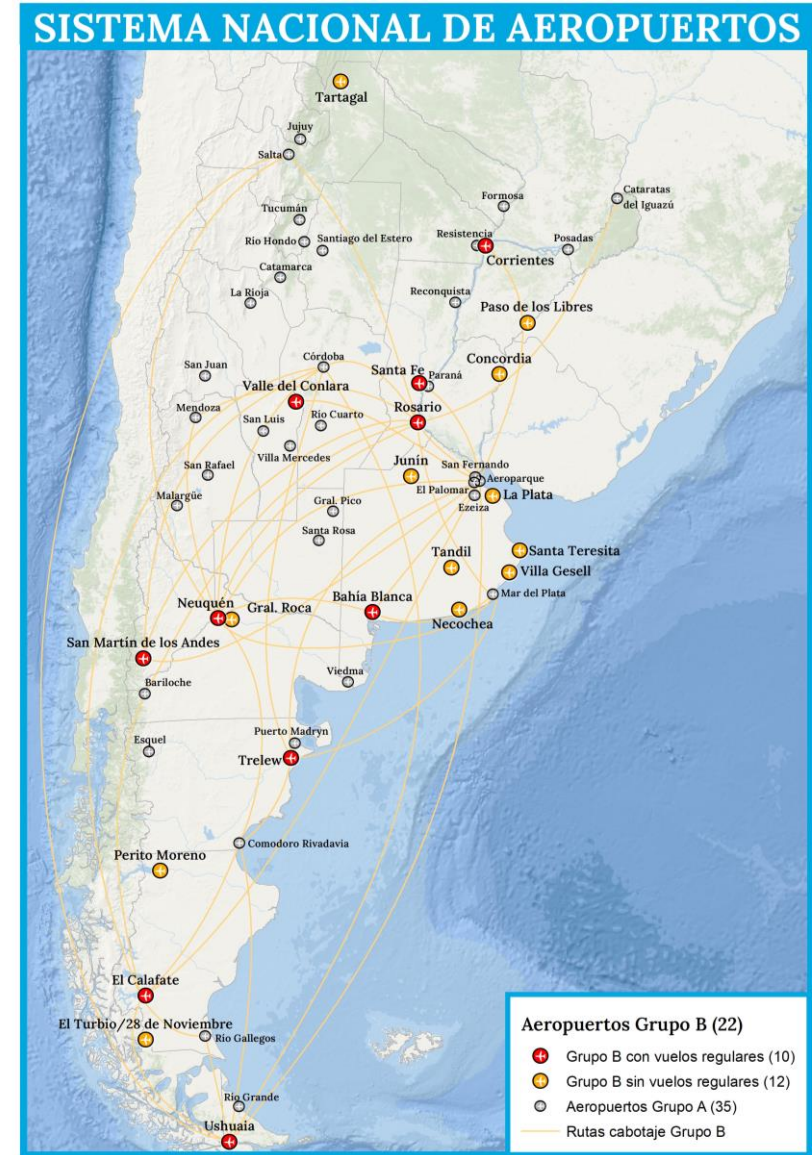 SISTEMA NACIONAL DE AEROPUERTOS
Tartagal
Jujuy
Salta
Tucumán
Formosa
Cataratas
del Iguazú
Rio Hondo
Santiago del Estero
Resistencia
Posadas
Corrientes
Catamarca
La Rioja
Reconquista
Paso de los Libres
Córdoba
Concordia
San Juan
Santa Fe
Paraná
Valle del Conlara
Mendoza
San Luis
Río Cuarto
Rosario
Villa Mercedes
San Rafael
Junín
San Fernando
Aeroparque
El Palomar
La Plata
Ezeiza
Malargüe
Gral. Pico
Santa Rosa
Tandil
Santa Teresita
Villa Gesell
Mar del Plata
Neuquén
Gral. Roca
Bahía Blanca
Necochea
San Martín de los Andes
Bariloche
Viedma
Esquel
Puerto Madryn
Trelew
Comodoro Rivadavia
Perito Moreno
El Calafate
El Turbio/28 de Noviembre
Río Gallegos
Río Grande
Ushuaia
Aeropuertos Grupo B (22)
Grupo B con vuelos regulares (10)
Grupo B sin vuelos regulares (12)
Aeropuertos Grupo A (35)
Rutas cabotaje Grupo B